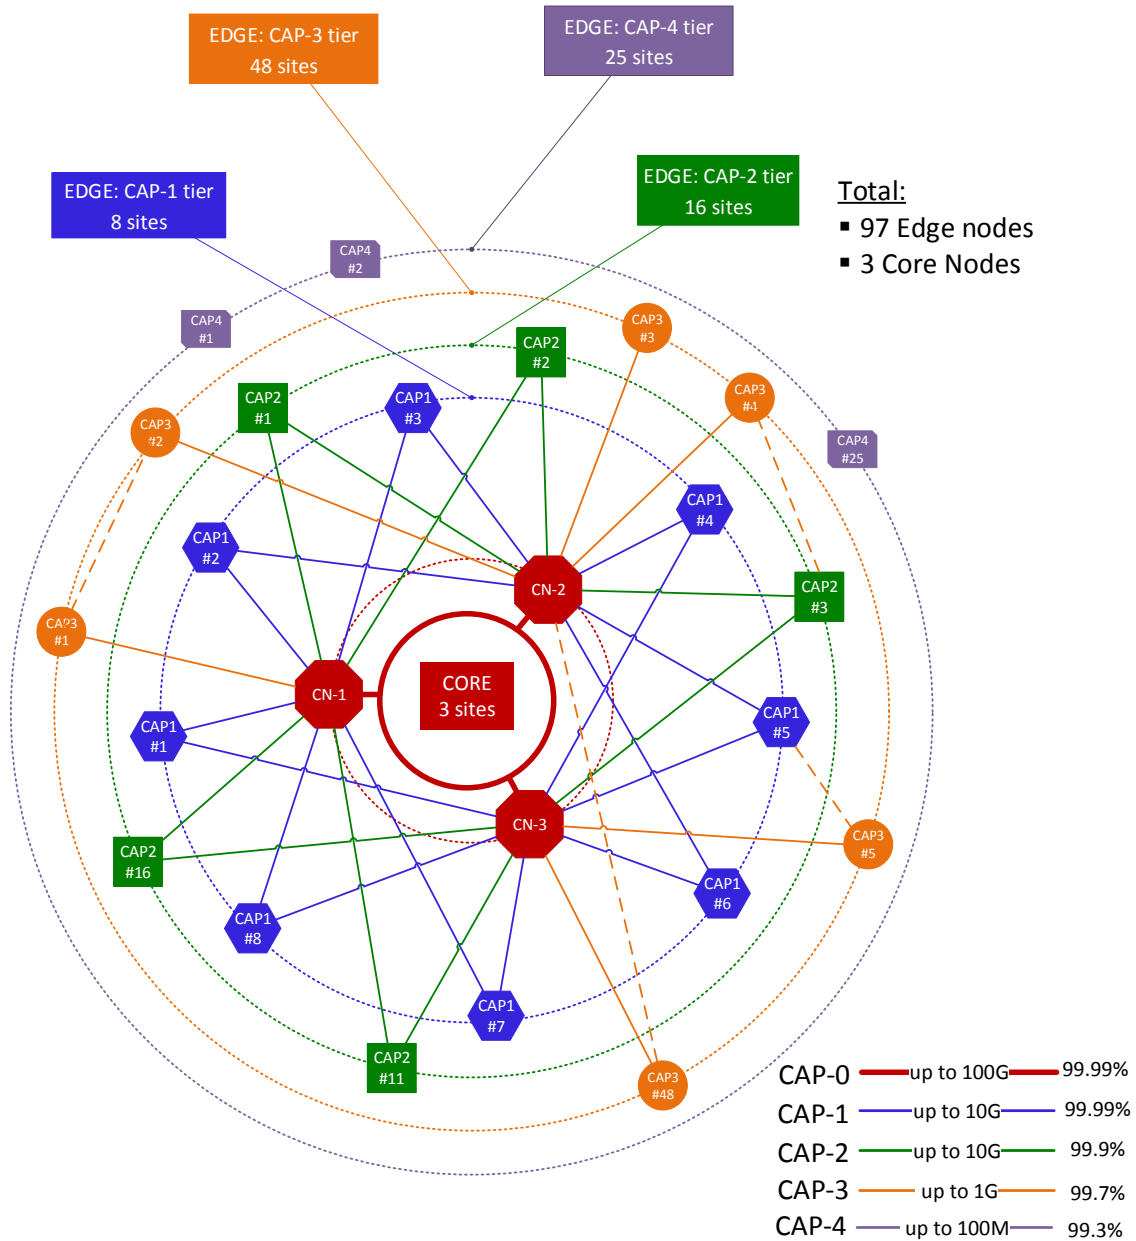 EDGE: CAP-3 tier
48 sites
EDGE: CAP-4 tier
25 sites
EDGE: CAP-1 tier
8 sites
EDGE: CAP-2 tier
16 sites
Total:
▪ 97 Edge nodes
▪ 3 Core Nodes
CAP4
#2
CAP4
#1
CAP3
#3
CAP2
#2
CAP3
#4
CAP2
#1
CAP1
#3
CAP3
#2
CAP4
#25
CAP1
#4
CAP1
#2
CN-2
CAP2
#3
CAP3
#1
CORE
3 sites
CN-1
CAP1
#5
CAP1
#1
CN-3
CAP3
#5
CAP2
#16
CAP1
#6
CAP1
#8
CAP1
#7
CAP2
#11
CAP3
#48
CAP-0 up to 100G 99.99%
CAP-1 up to 10G 99.99%
CAP-2 up to 10G 99.9%
CAP-3 up to 1G 99.7%
CAP-4 up to 100M 99.3%